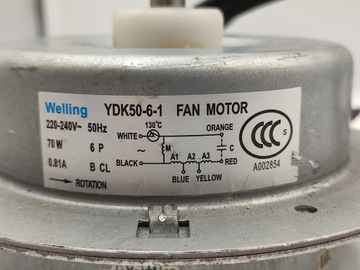 Welling YDK50-6-1 FAN MOTOR
220-240V~ 50Hz
70W 6 P
0.81A B CL
ROTATION
130℃
WHITE ORANGE
M C
~
BLACK A1 A2 A3 RED
BLUE YELLOW
CCC S
A002854